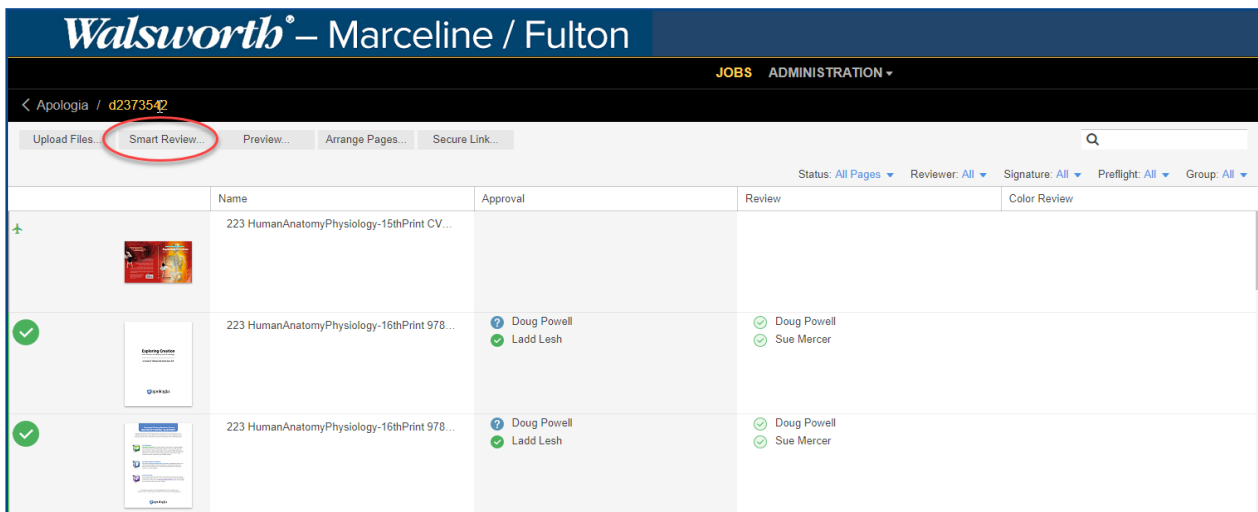 Walsworth® – Marceline / Fulton
JOBS ADMINISTRATION
Apologia / d2373542
Upload Files... Smart Review... Preview... Arrange Pages... Secure Link...
Status: All Pages Reviewer: All Signature: All Preflight: All Group: All
Name Approval Review Color Review
223 HumanAnatomyPhysiology-15thPrint CV...
223 HumanAnatomyPhysiology-16thPrint 978... Doug Powell Doug Powell
Ladd Lesh Sue Mercer
Exploring Creation
apologia
223 HumanAnatomyPhysiology-16thPrint 978... Doug Powell Doug Powell
Ladd Lesh Sue Mercer
apologia